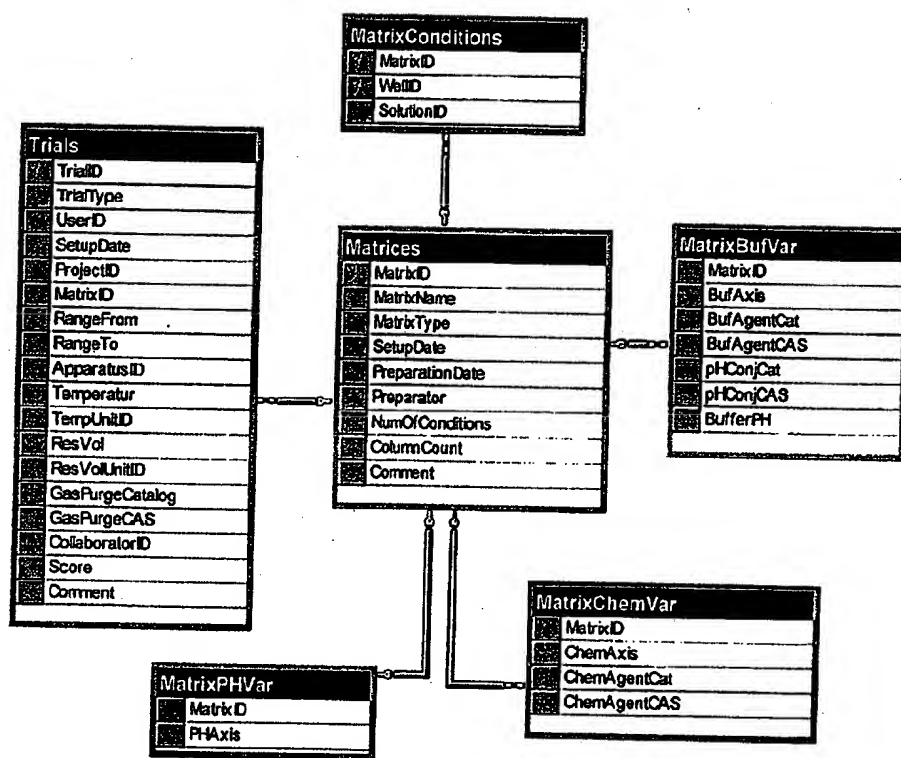 MatrixConditions
MatrixID
WellID
SolutionID
Trials
TrialID
TrialType
UserID
SetupDate
ProjectID
MatrixID
RangeFrom
RangeTo
ApparatusID
Temperatur
TempUnitID
ResVol
ResVolUnitID
GasPurgeCatalog
GasPurgeCAS
CollaboratorID
Score
Comment
Matrices
MatrixID
MatrixName
MatrixType
SetupDate
PreparationDate
Preparator
NumOfConditions
ColumnCount
Comment
MatrixBufVar
MatrixID
BufAxis
BufAgentCat
BufAgentCAS
pHConjCat
pHConjCAS
BufferPH
MatrixPHVar
MatrixID
PHAxis
MatrixChemVar
MatrixID
ChemAxis
ChemAgentCat
ChemAgentCAS